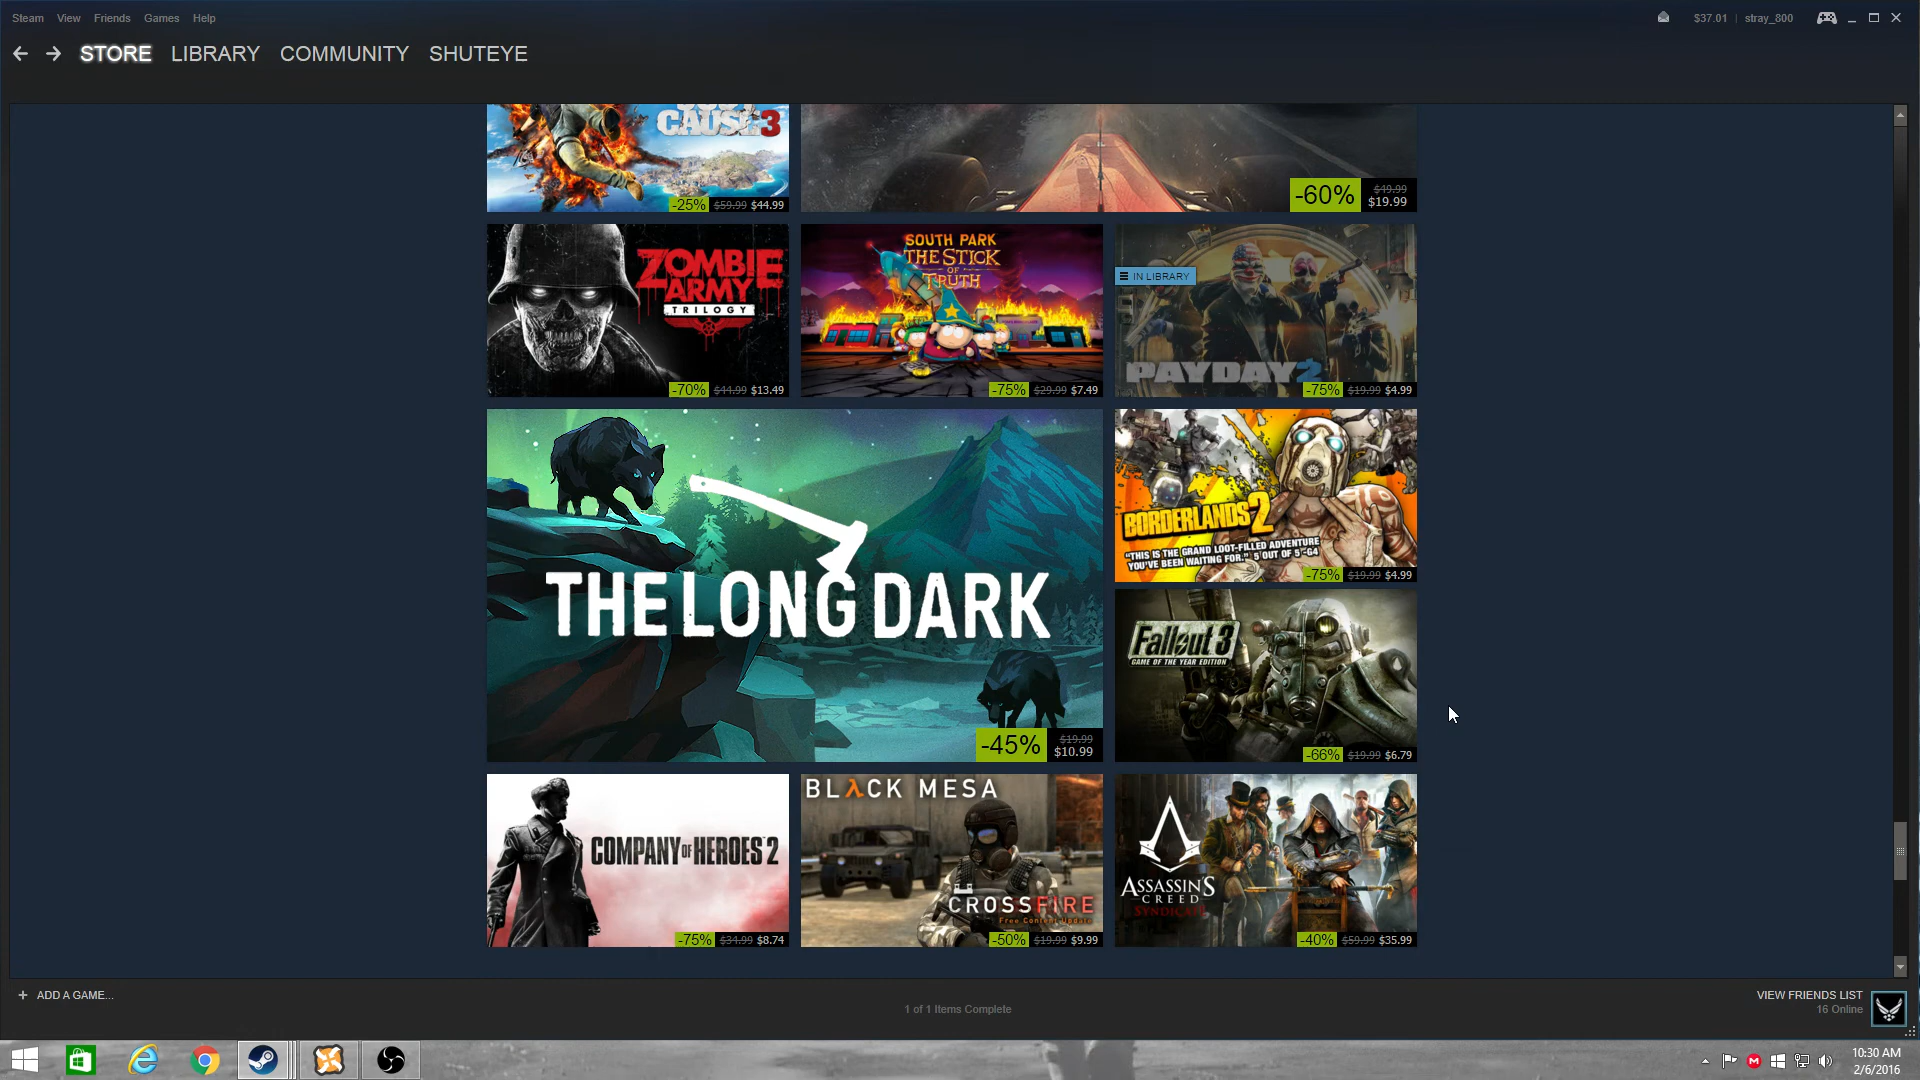 Steam View Friends Games Help
$37.01 | stray_800
STORE LIBRARY COMMUNITY SHUTEYE
CAUSE 3
-25% $59.99 $44.99
-60% $49.99 $19.99
ZOMBIE
ARMY
TRILOGY
-70% $44.99 $13.49
SOUTH PARK
THE STICK
OF
TRUTH
-75% $29.99 $7.49
IN LIBRARY
PAYDAY 2
-75% $19.99 $4.99
THE LONG DARK
-45% $19.99 $10.99
BORDERLANDS 2
"THIS IS THE GRAND LOOT-FILLED ADVENTURE
YOU'VE BEEN WAITING FOR." 5 OUT OF 5 -G4
-75% $19.99 $4.99
Fallout 3
GAME OF THE YEAR EDITION
-66% $19.99 $6.79
COMPANY OF HEROES 2
-75% $34.99 $8.74
BLACK MESA
CROSSFIRE
Free Content Update
-50% $19.99 $9.99
ASSASSIN'S
CREED
SYNDICATE
-40% $59.99 $35.99
+ ADD A GAME...
1 of 1 Items Complete
VIEW FRIENDS LIST
16 Online
10:30 AM
2/6/2016